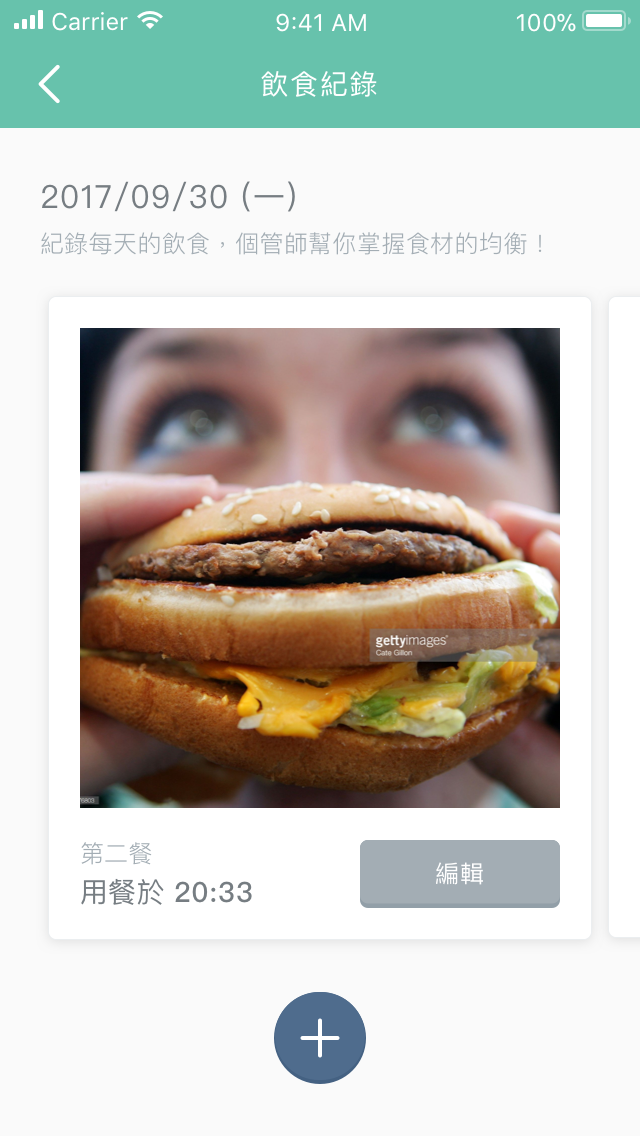 Carrier 9:41 AM 100%
飲食紀錄
2017/09/30 (一)
紀錄每天的飲食，個管師幫你掌握食材的均衡！
gettyimages®
Cate Gillon
第二餐
用餐於 20:33
編輯